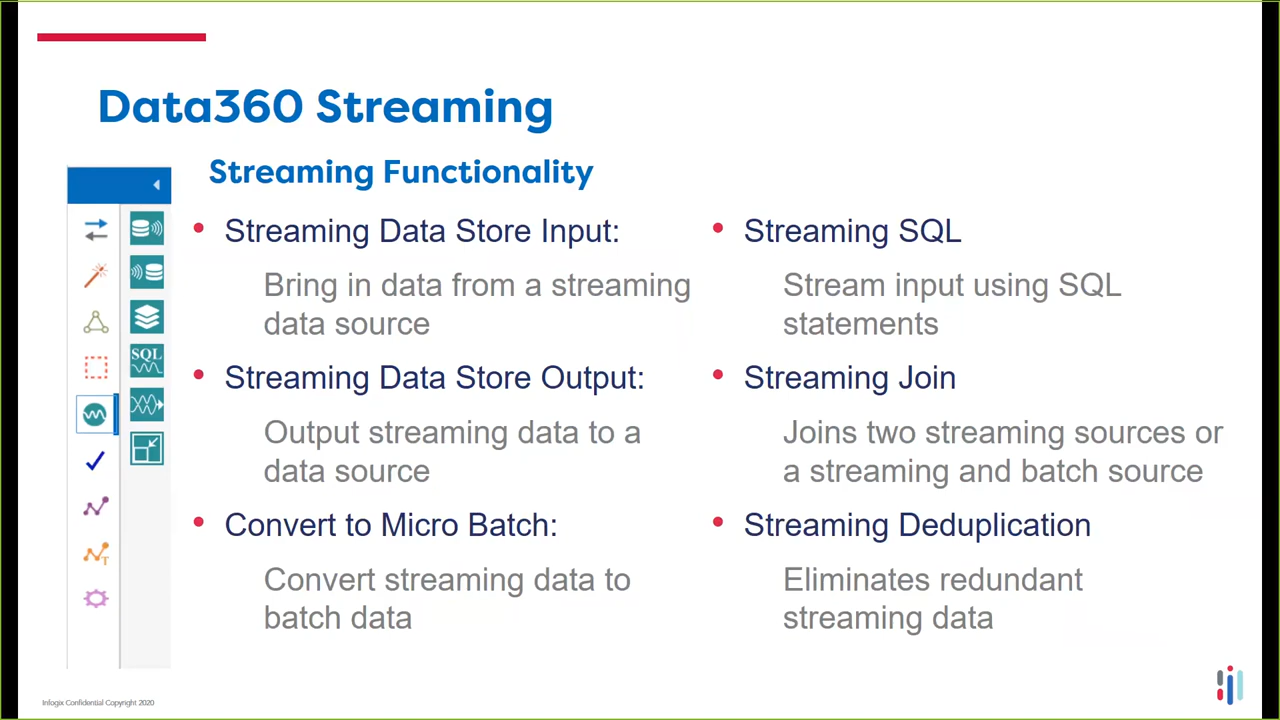 Data360 Streaming
Streaming Functionality
• Streaming Data Store Input:
Bring in data from a streaming
data source
• Streaming Data Store Output:
Output streaming data to a
data source
• Convert to Micro Batch:
Convert streaming data to
batch data
• Streaming SQL
Stream input using SQL
statements
• Streaming Join
Joins two streaming sources or
a streaming and batch source
• Streaming Deduplication
Eliminates redundant
streaming data
SQL
T
Infogix Confidential Copyright 2020